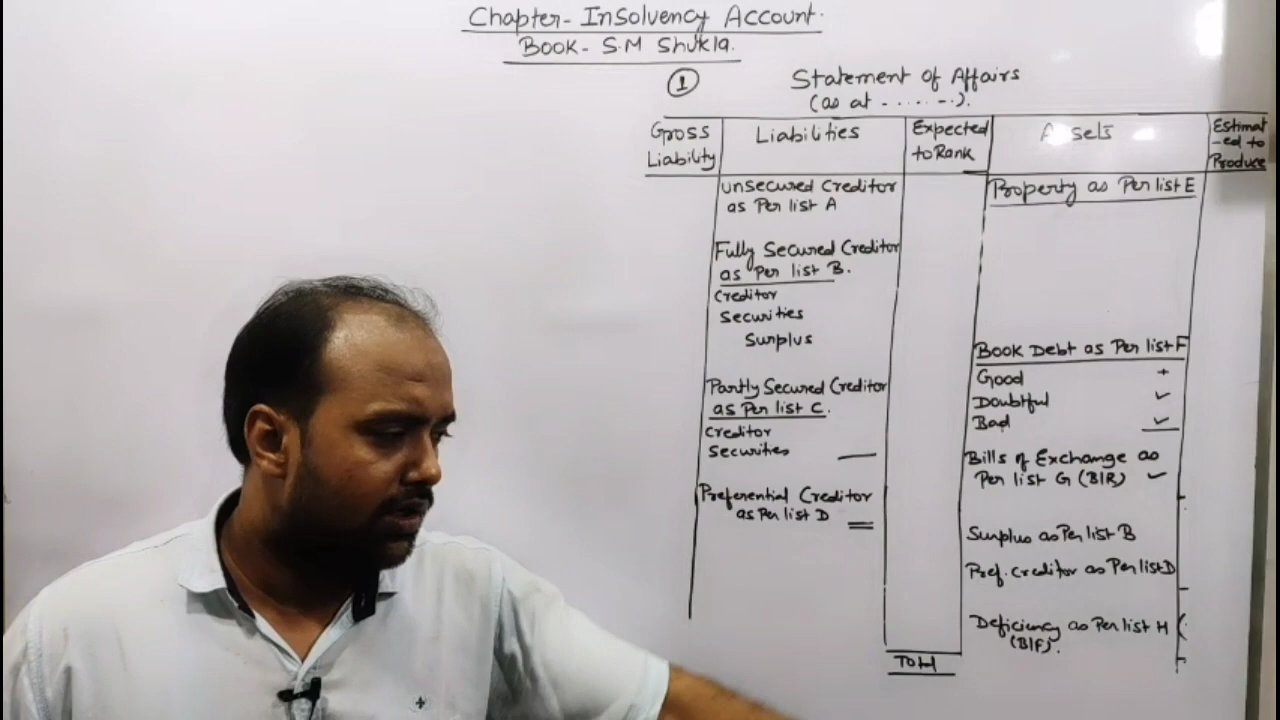 Chapter- Insolvency Account.
Book- S.M Shukla.
1
Statement of Affairs
(as at .......).
Gross
Liability
Liabilities
Expected
to Rank
Assets
Estimat
-ed to
Produce
Unsecured Creditor
as Per list A
Fully Secured Creditor
as Per list B.
Creditor
Securities
Surplus
Partly Secured Creditor
as Per list C.
Creditor
Securities
Preferential Creditor
as Per list D
Total
Property as Per list E
Book Debt as Per list F
Good +
Doubtful ✓
Bad ✓
Bills of Exchange as
Per list G (B/R) ✓
Surplus as Per list B
Pref. Creditor as Per list D
Deficiency as Per list H
(B/F).